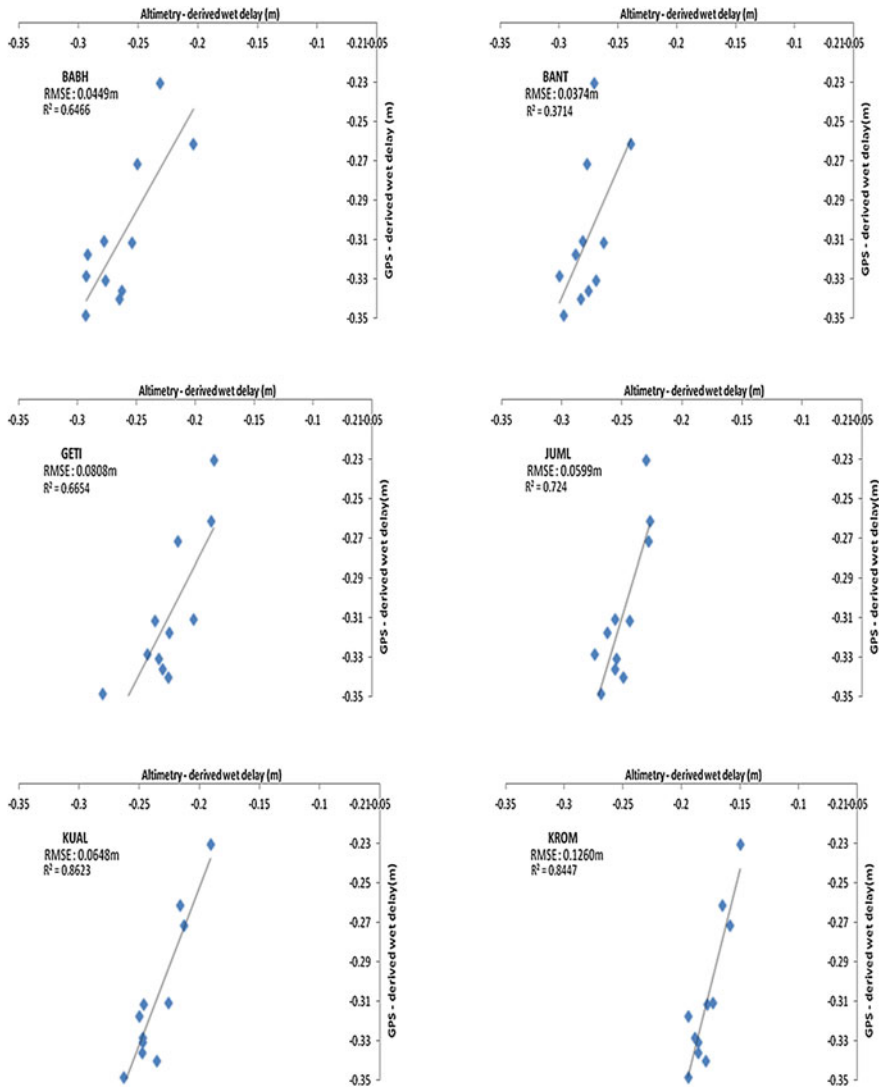 Altimetry - derived wet delay (m)
-0.35 -0.3 -0.25 -0.2 -0.15 -0.1 -0.21-0.05
BABH
RMSE: 0.0449m
R² = 0.6466
-0.23
-0.25
-0.27
-0.29
-0.31
-0.33
-0.35
GPS - derived wet delay (m)
Altimetry - derived wet delay (m)
-0.35 -0.3 -0.25 -0.2 -0.15 -0.1 -0.21-0.05
BANT
RMSE: 0.0374m
R² = 0.3714
-0.23
-0.25
-0.27
-0.29
-0.31
-0.33
-0.35
GPS - derived wet delay(m)
Altimetry - derived wet delay (m)
-0.35 -0.3 -0.25 -0.2 -0.15 -0.1 -0.21-0.05
GETI
RMSE: 0.0808m
R² = 0.6654
-0.23
-0.25
-0.27
-0.29
-0.31
-0.33
-0.35
GPS - derived wet delay(m)
Altimetry - derived wet delay (m)
-0.35 -0.3 -0.25 -0.2 -0.15 -0.1 -0.21-0.05
JUML
RMSE: 0.0599m
R² = 0.724
-0.23
-0.25
-0.27
-0.29
-0.31
-0.33
-0.35
GPS - derived wet delay(m)
Altimetry - derived wet delay (m)
-0.35 -0.3 -0.25 -0.2 -0.15 -0.1 -0.21-0.05
KUAL
RMSE: 0.0648m
R² = 0.8623
-0.23
-0.25
-0.27
-0.29
-0.31
-0.33
-0.35
GPS - derived wet delay(m)
Altimetry - derived wet delay (m)
-0.35 -0.3 -0.25 -0.2 -0.15 -0.1 -0.21-0.05
KROM
RMSE: 0.1260m
R² = 0.8447
-0.23
-0.25
-0.27
-0.29
-0.31
-0.33
-0.35
GPS - derived wet delay(m)